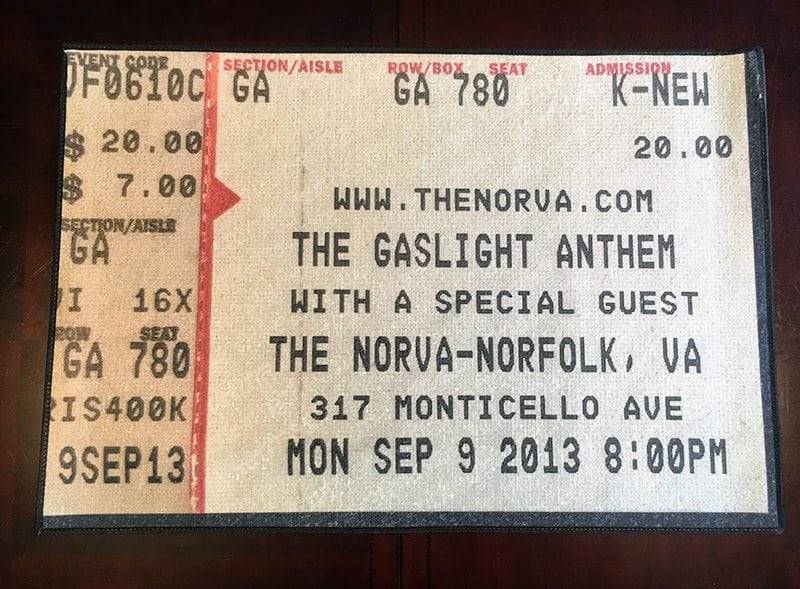 EVENT CODE
VF0610C
$ 20.00
$ 7.00
SECTION/AISLE
GA
VI 16X
ROW SEAT
GA 780
IS400K
9SEP13
SECTION/AISLE ROW/BOX SEAT ADMISSION
GA GA 780 K-NEW
20.00
WWW.THENORVA.COM
THE GASLIGHT ANTHEM
WITH A SPECIAL GUEST
THE NORVA-NORFOLK, VA
317 MONTICELLO AVE
MON SEP 9 2013 8:00PM